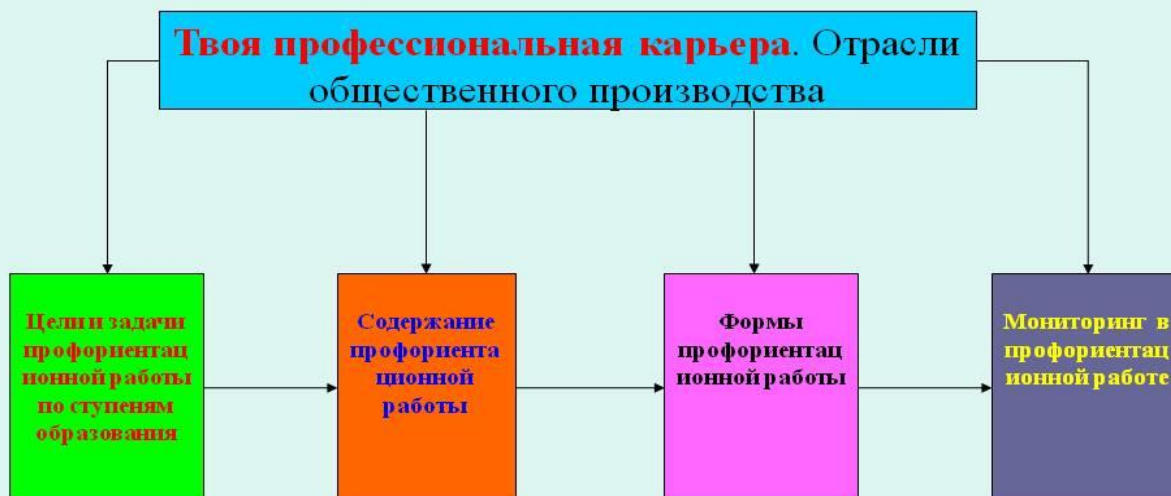 Твоя профессиональная карьера. Отрасли
общественного производства
Цели и задачи
профориентац
ионной работы
по ступеням
образования
Содержание
профориента
ционной
работы
Формы
профориентац
ионной работы
Мониторинг в
профориентац
ионной работе